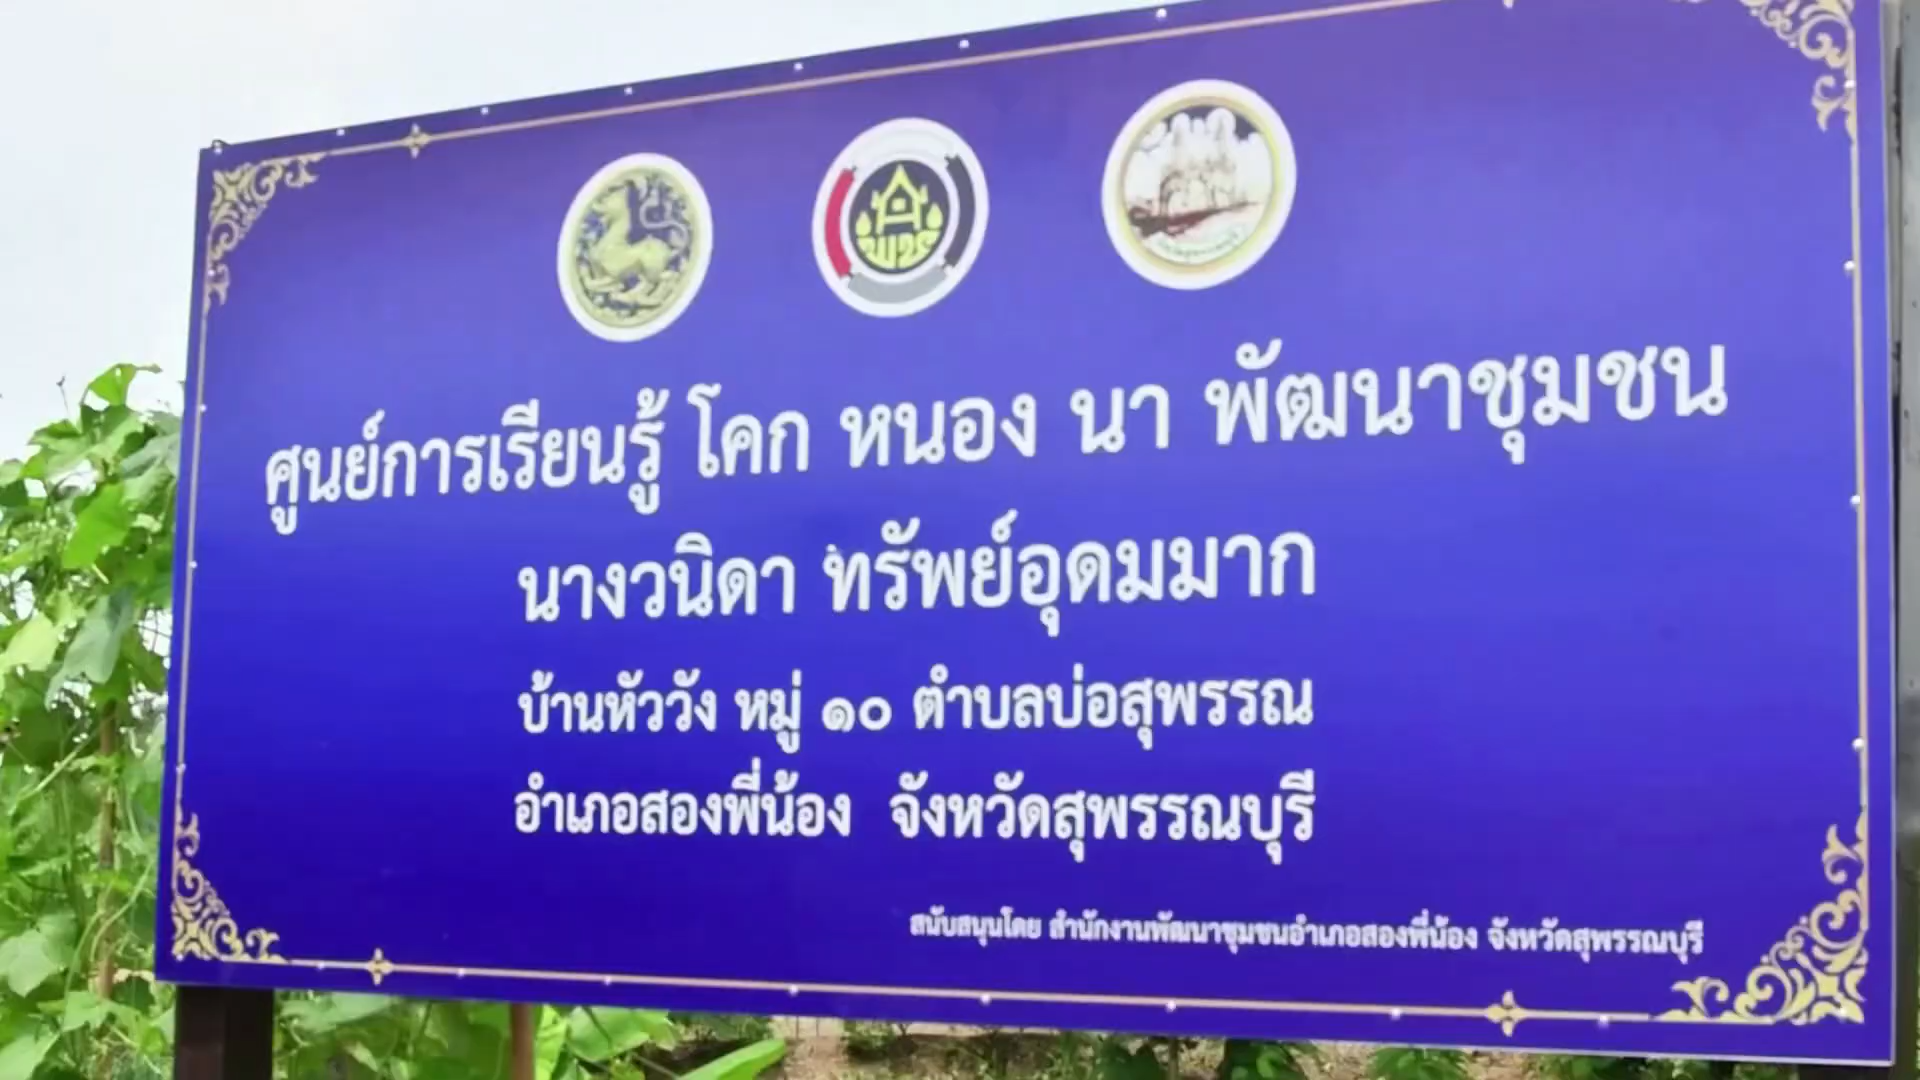 พ๒ร
ศูนย์การเรียนรู้ โคก หนอง นา พัฒนาชุมชน
นางวนิดา ทรัพย์อุดมมาก
บ้านหัววัง หมู่ ๑๐ ตำบลบ่อสุพรรณ
อำเภอสองพี่น้อง จังหวัดสุพรรณบุรี
สนับสนุนโดย สำนักงานพัฒนาชุมชนอำเภอสองพี่น้อง จังหวัดสุพรรณบุรี